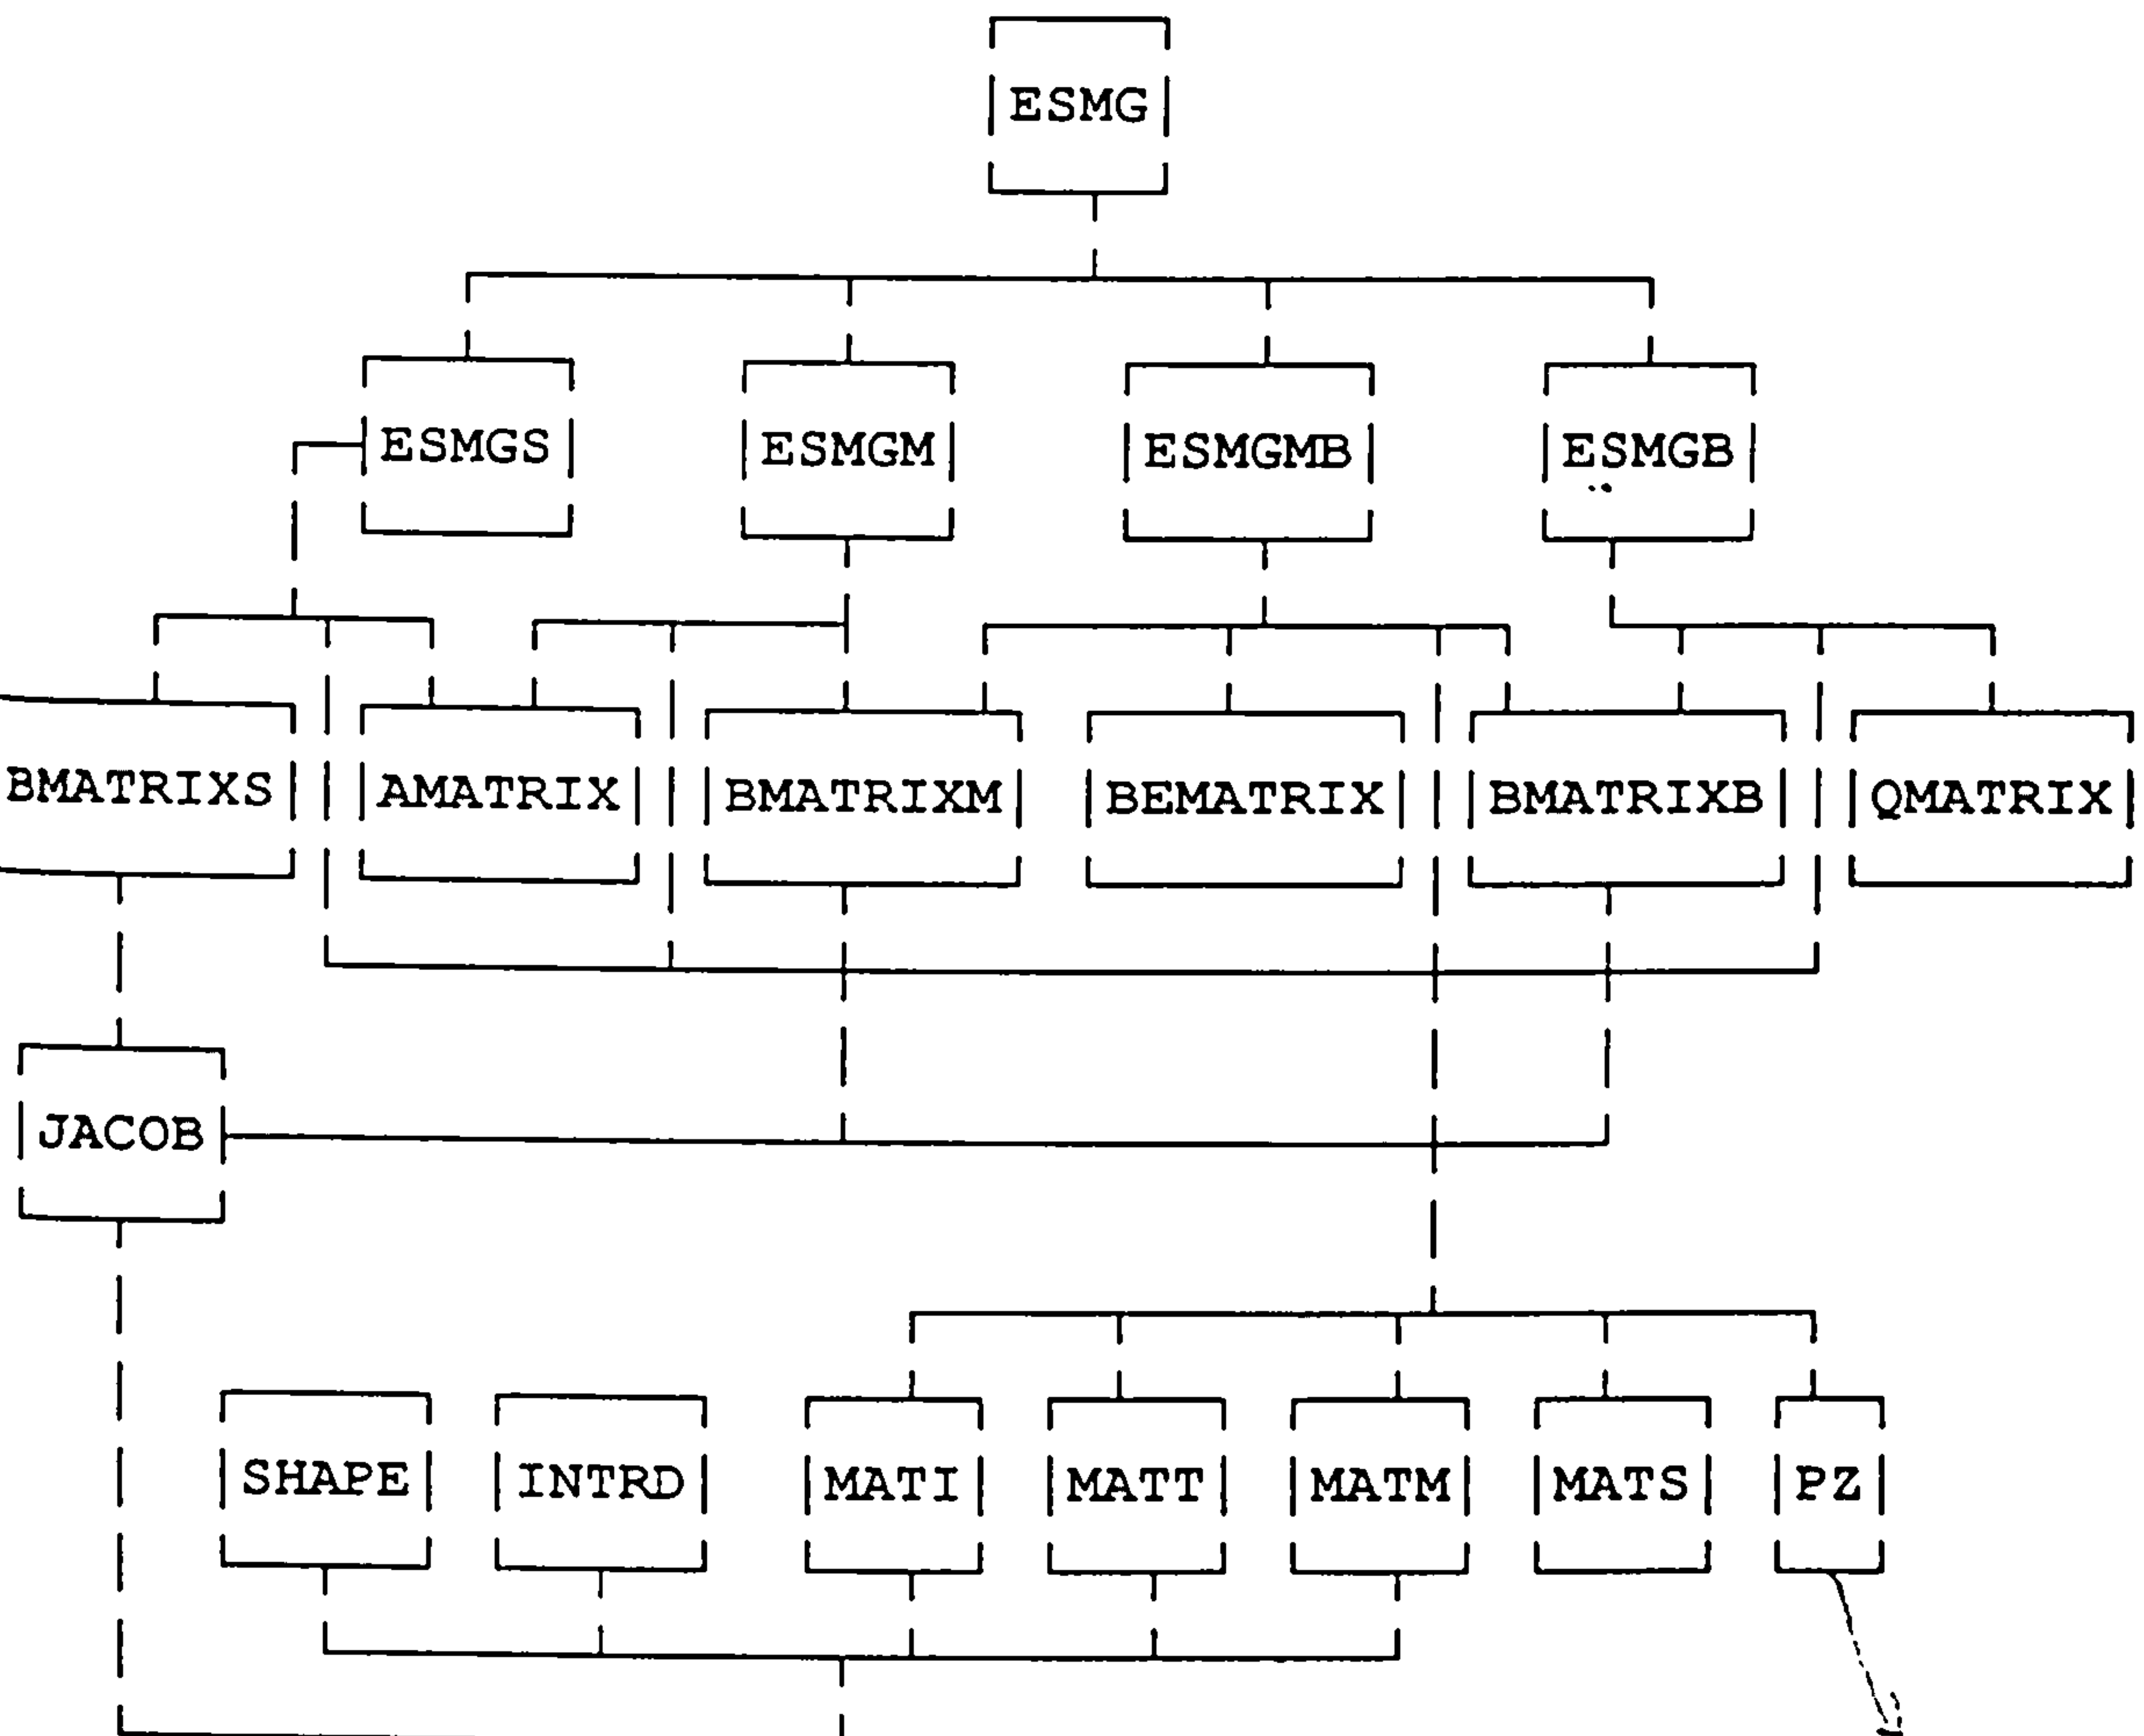 ESMG
ESMGS ESMGM ESMGMB ESMGB
BMATRIXS AMATRIX BMATRIXM BEMATRIX BMATRIXB QMATRIX
JACOB
SHAPE INTRD MATI MATT MATM MATS PZ